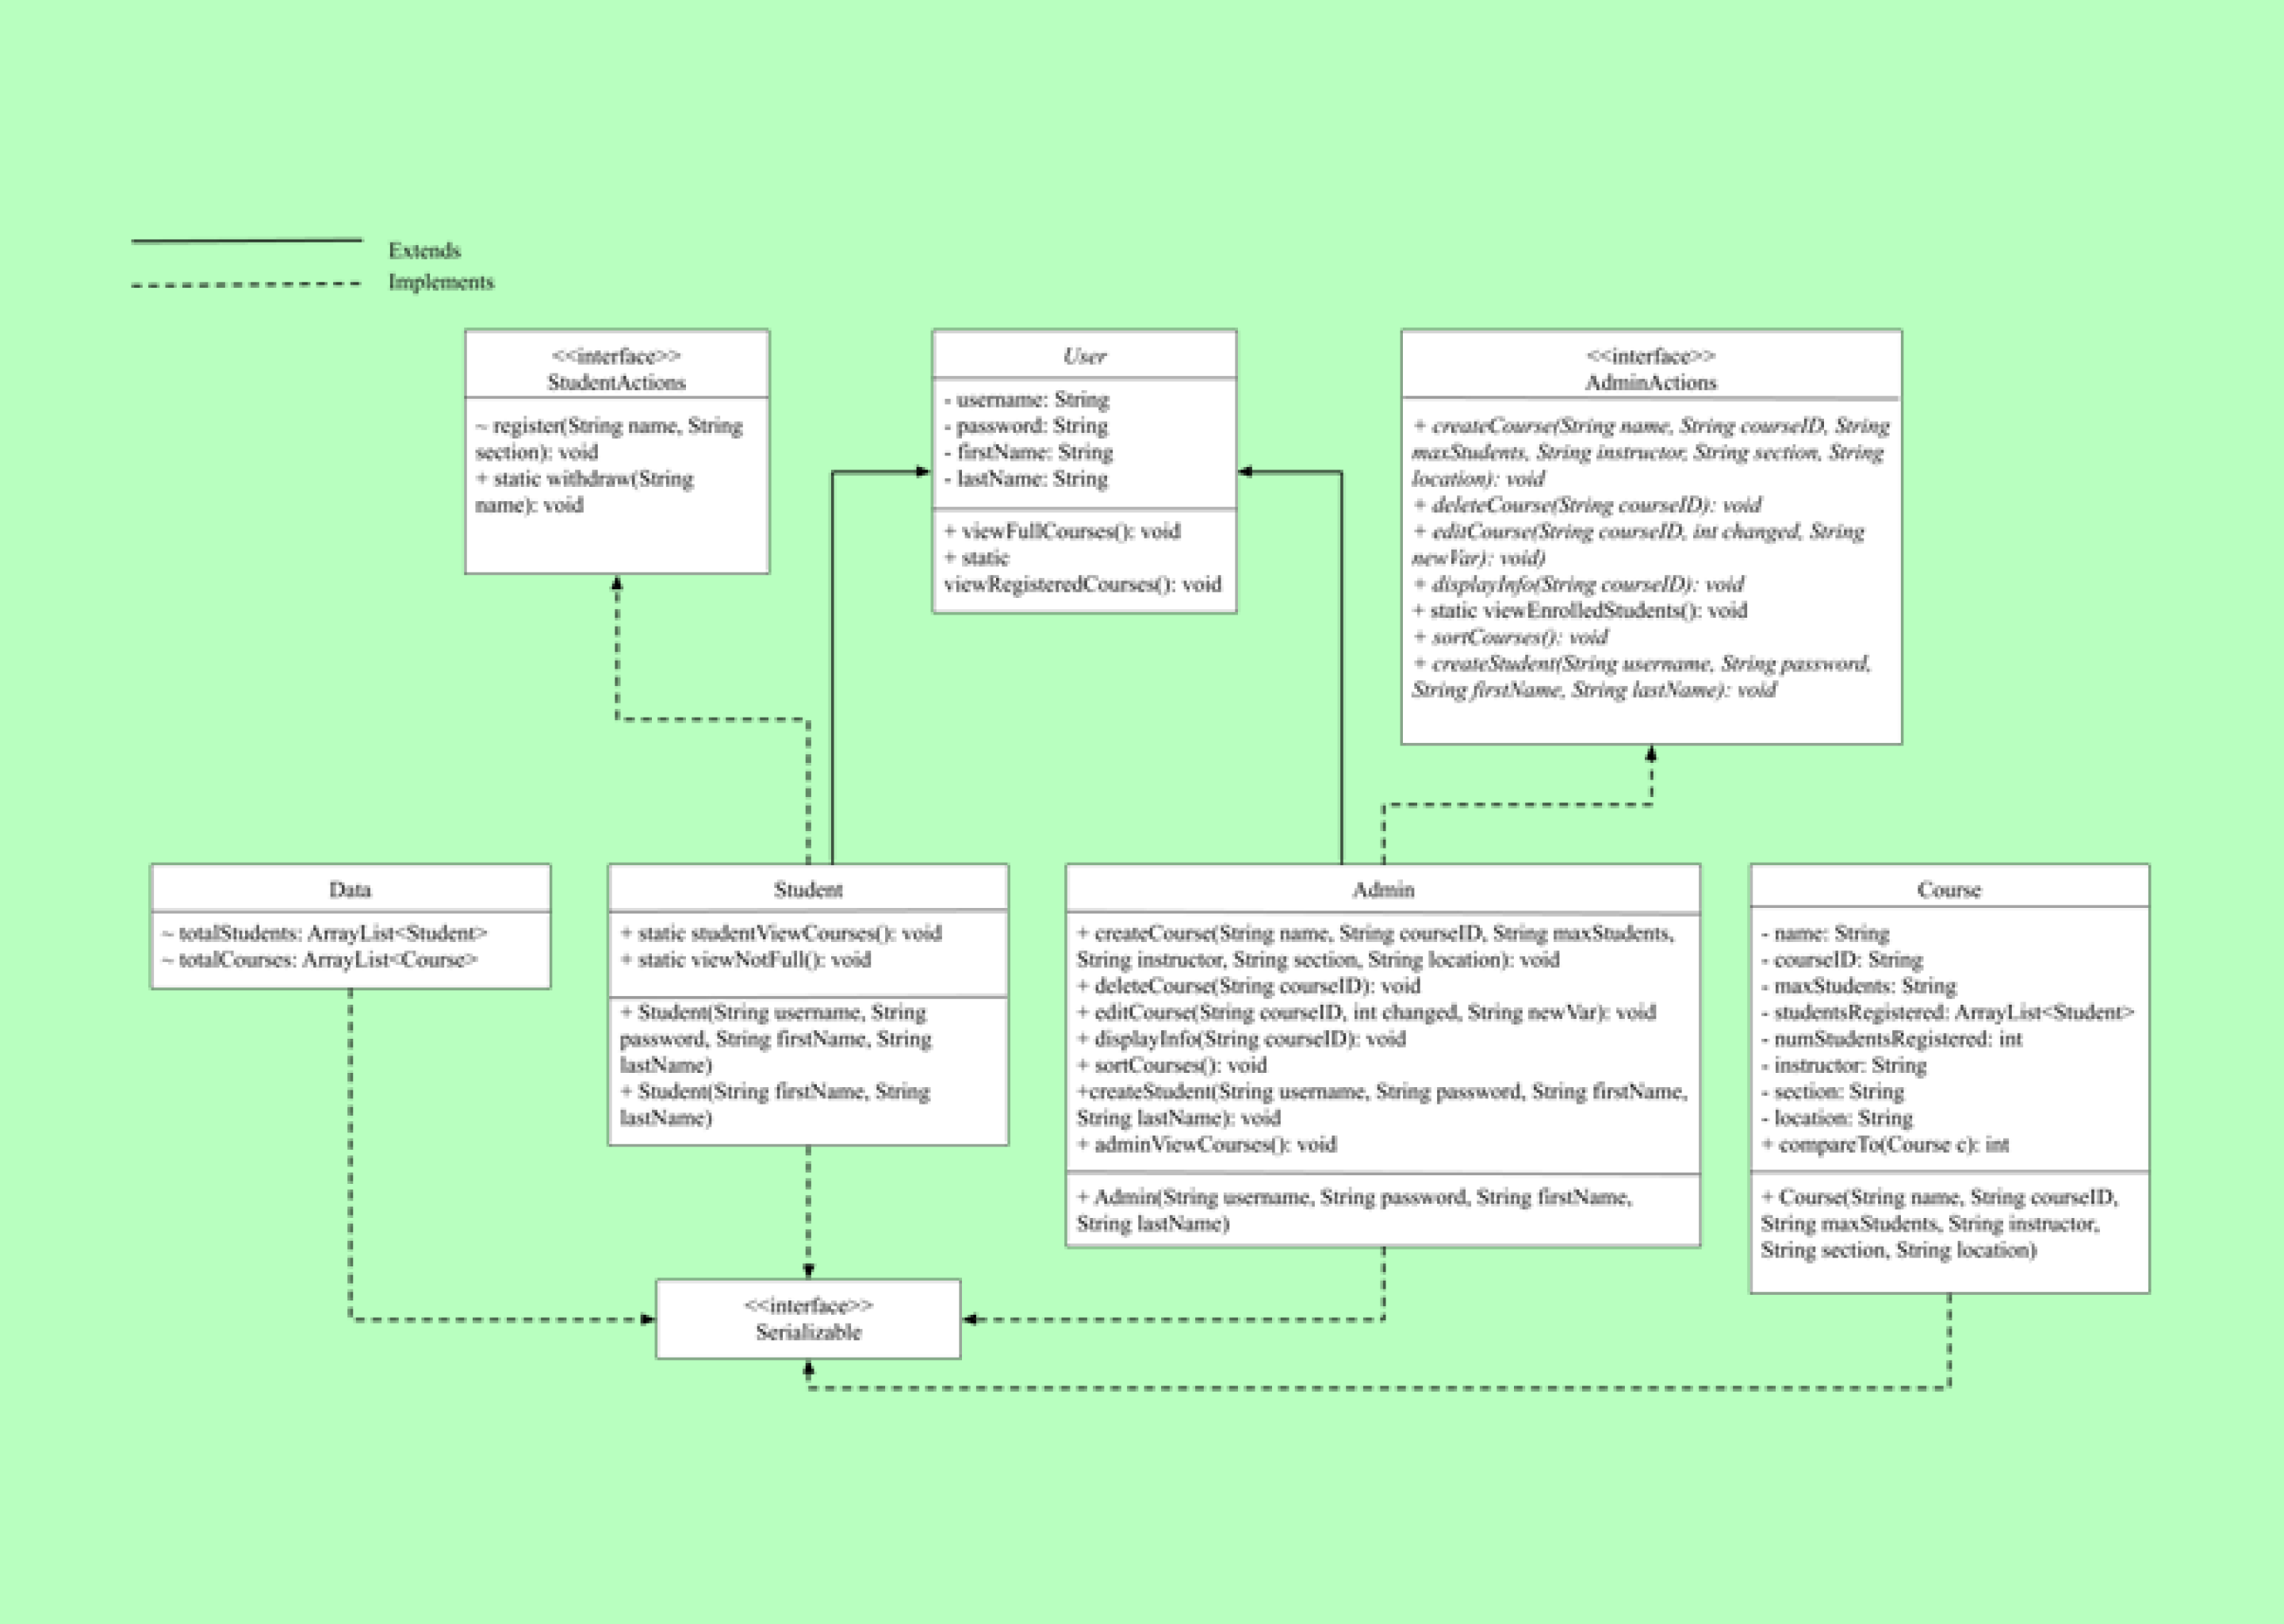 Extends
Implements
<<interface>>
StudentActions
~ register(String name, String
section): void
+ static withdraw(String
name): void
User
- username: String
- password: String
- firstName: String
- lastName: String
+ viewFullCourses(): void
+ static
viewRegisteredCourses(): void
<<interface>>
AdminActions
+ createCourse(String name, String courseID, String
maxStudents, String instructor, String section, String
location): void
+ deleteCourse(String courseID): void
+ editCourse(String courseID, int changed, String
newVar): void)
+ displayInfo(String courseID): void
+ static viewEnrolledStudents(): void
+ sortCourses(): void
+ createStudent(String username, String password,
String firstName, String lastName): void
Data
~ totalStudents: ArrayList<Student>
~ totalCourses: ArrayList<Course>
Student
+ static studentViewCourses(): void
+ static viewNotFull(): void
+ Student(String username, String
password, String firstName, String
lastName)
+ Student(String firstName, String
lastName)
Admin
+ createCourse(String name, String courseID, String maxStudents,
String instructor, String section, String location): void
+ deleteCourse(String courseID): void
+ editCourse(String courseID, int changed, String newVar): void
+ displayInfo(String courseID): void
+ sortCourses(): void
+createStudent(String username, String password, String firstName,
String lastName): void
+ adminViewCourses(): void
+ Admin(String username, String password, String firstName,
String lastName)
Course
- name: String
- courseID: String
- maxStudents: String
- studentsRegistered: ArrayList<Student>
- numStudentsRegistered: int
- instructor: String
- section: String
- location: String
+ compareTo(Course c): int
+ Course(String name, String courseID,
String maxStudents, String instructor,
String section, String location)
<<interface>>
Serializable